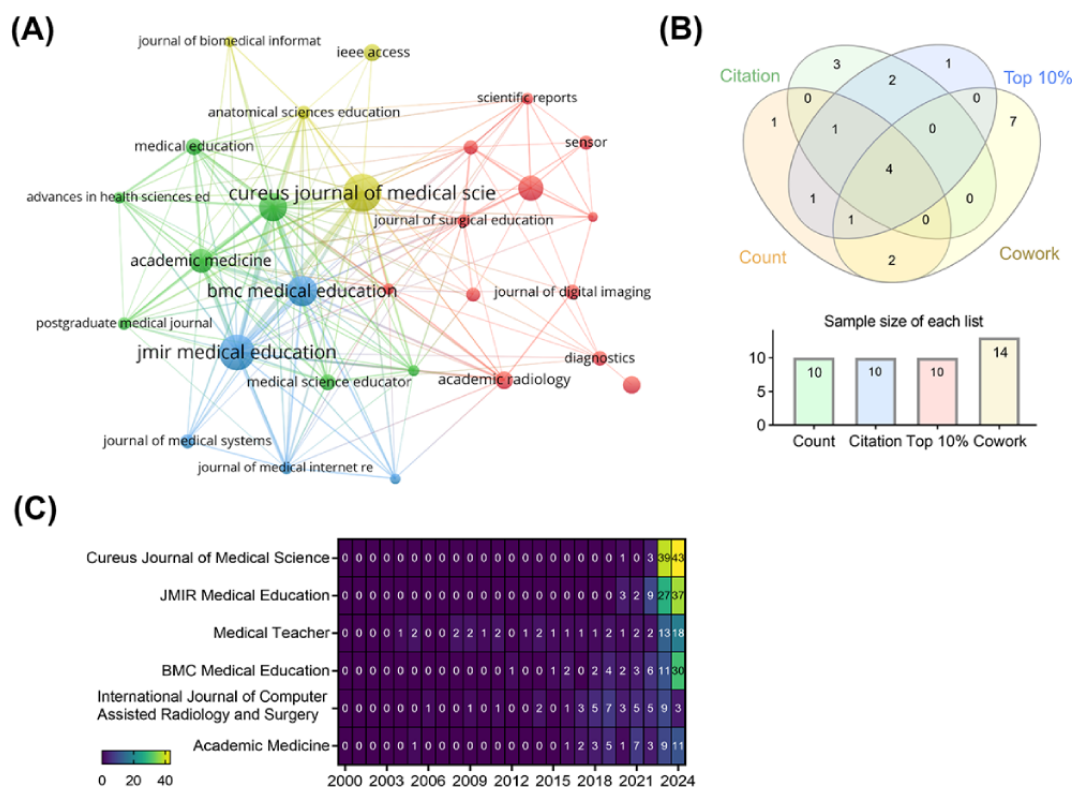 (A)
journal of biomedical informat
ieee access
scientific reports
anatomical sciences education
sensor
medical education
advances in health sciences ed
cureus journal of medical scie
journal of surgical education
academic medicine
bmc medical education
journal of digital imaging
postgraduate medical journal
jmir medical education
diagnostics
medical science educator
academic radiology
journal of medical systems
journal of medical internet re
(B)
Citation
Top 10%
3
2
1
0
0
1
1
0
7
4
1
1
0
0
Count
Cowork
2
Sample size of each list
10
5
0
10 10 10 14
Count Citation Top 10% Cowork
(C)
Cureus Journal of Medical Science 0 0 0 0 0 0 0 0 0 0 0 0 0 0 0 0 0 0 0 0 1 0 3 39 43
JMIR Medical Education 0 0 0 0 0 0 0 0 0 0 0 0 0 0 0 0 0 0 0 0 3 2 9 27 37
Medical Teacher 0 0 0 0 1 2 0 0 2 2 1 2 0 1 2 1 1 1 1 2 1 2 2 13 18
BMC Medical Education 0 0 0 0 0 0 0 0 0 0 0 0 1 0 0 1 2 0 2 4 2 3 6 11 30
International Journal of Computer
Assisted Radiology and Surgery 0 0 0 0 0 0 1 0 0 1 0 1 0 0 2 0 1 3 5 7 3 5 5 9 3
Academic Medicine 0 0 0 0 0 1 0 0 0 0 0 0 0 0 0 0 1 2 3 5 1 7 3 9 11
0 20 40
2000 2003 2006 2009 2012 2015 2018 2021 2024